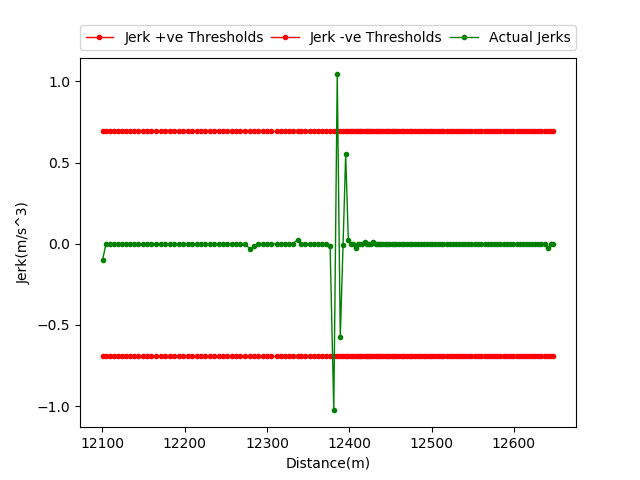 Jerk +ve Thresholds Jerk -ve Thresholds Actual Jerks
1.0
0.5
0.0
−0.5
−1.0
Jerk(m/s^3)
12100 12200 12300 12400 12500 12600
Distance(m)